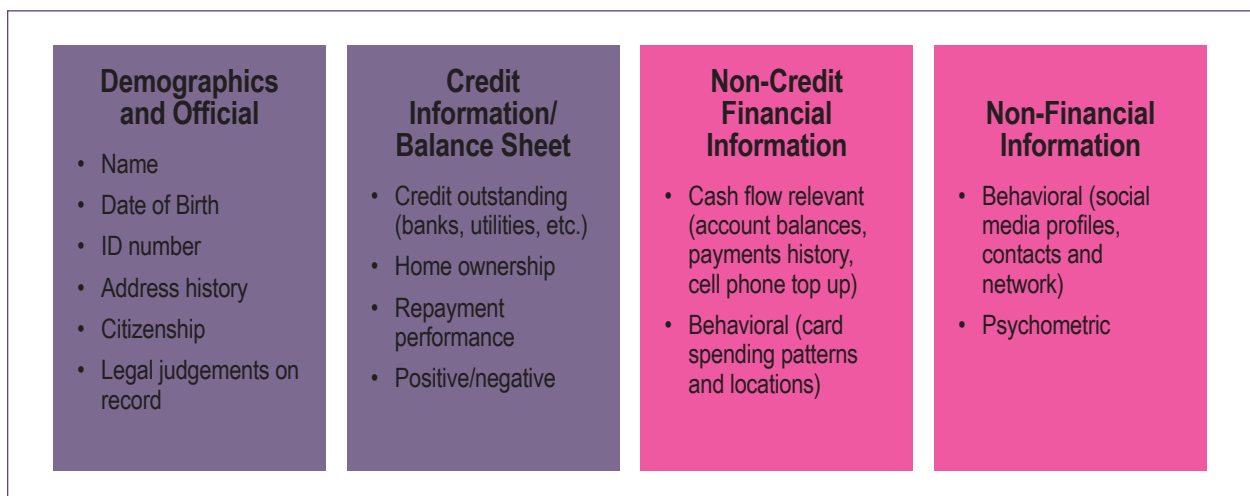 Demographics
and Official
• Name
• Date of Birth
• ID number
• Address history
• Citizenship
• Legal judgements on
record
Credit
Information/
Balance Sheet
• Credit outstanding
(banks, utilities, etc.)
• Home ownership
• Repayment
performance
• Positive/negative
Non-Credit
Financial
Information
• Cash flow relevant
(account balances,
payments history,
cell phone top up)
• Behavioral (card
spending patterns
and locations)
Non-Financial
Information
• Behavioral (social
media profiles,
contacts and
network)
• Psychometric